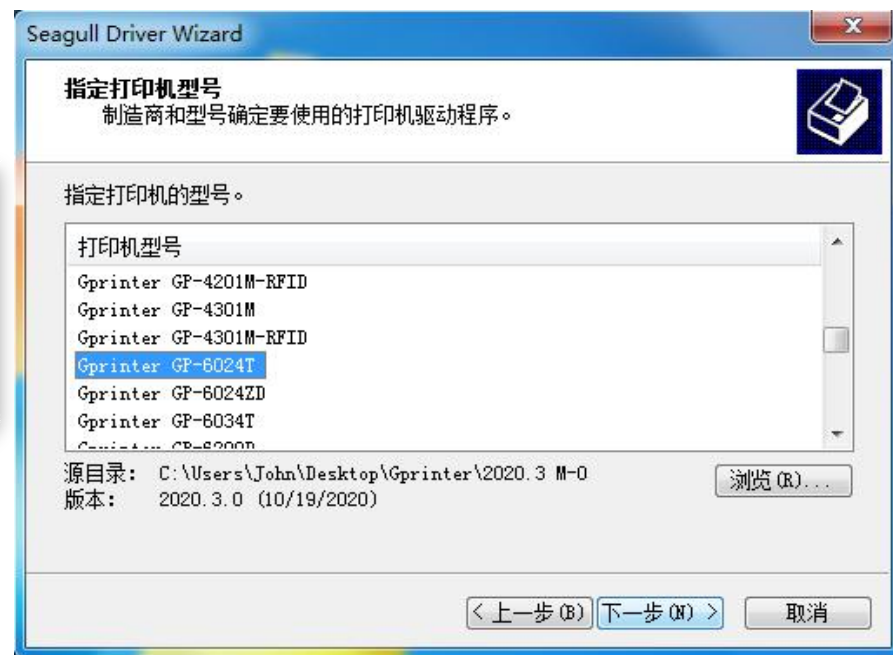 Seagull Driver Wizard
指定打印机型号
制造商和型号确定要使用的打印机驱动程序。
指定打印机的型号。
打印机型号
Gprinter GP-4201M-RFID
Gprinter GP-4301M
Gprinter GP-4301M-RFID
Gprinter GP-6024T
Gprinter GP-6024ZD
Gprinter GP-6034T
源目录： C:\Users\John\Desktop\Gprinter\2020.3 M-0
浏览(R)...
版本： 2020.3.0 (10/19/2020)
< 上一步(B) 下一步(N) > 取消